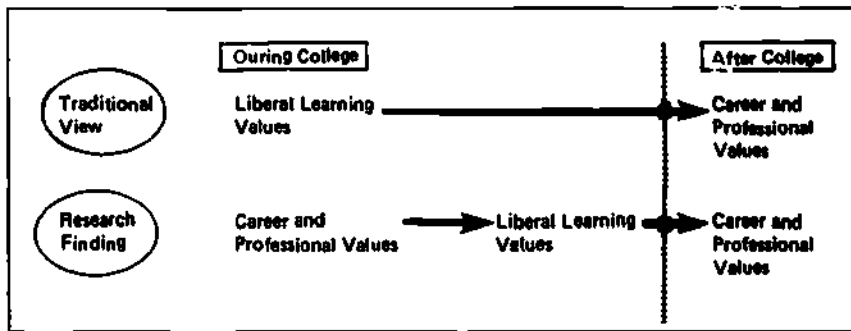 Ouring College
After College
Traditional
View
Liberal Learning
Values
Career and
Professional
Values
Research
Finding
Career and
Professional Values
Liberal Learning
Values
Career and
Professional
Values